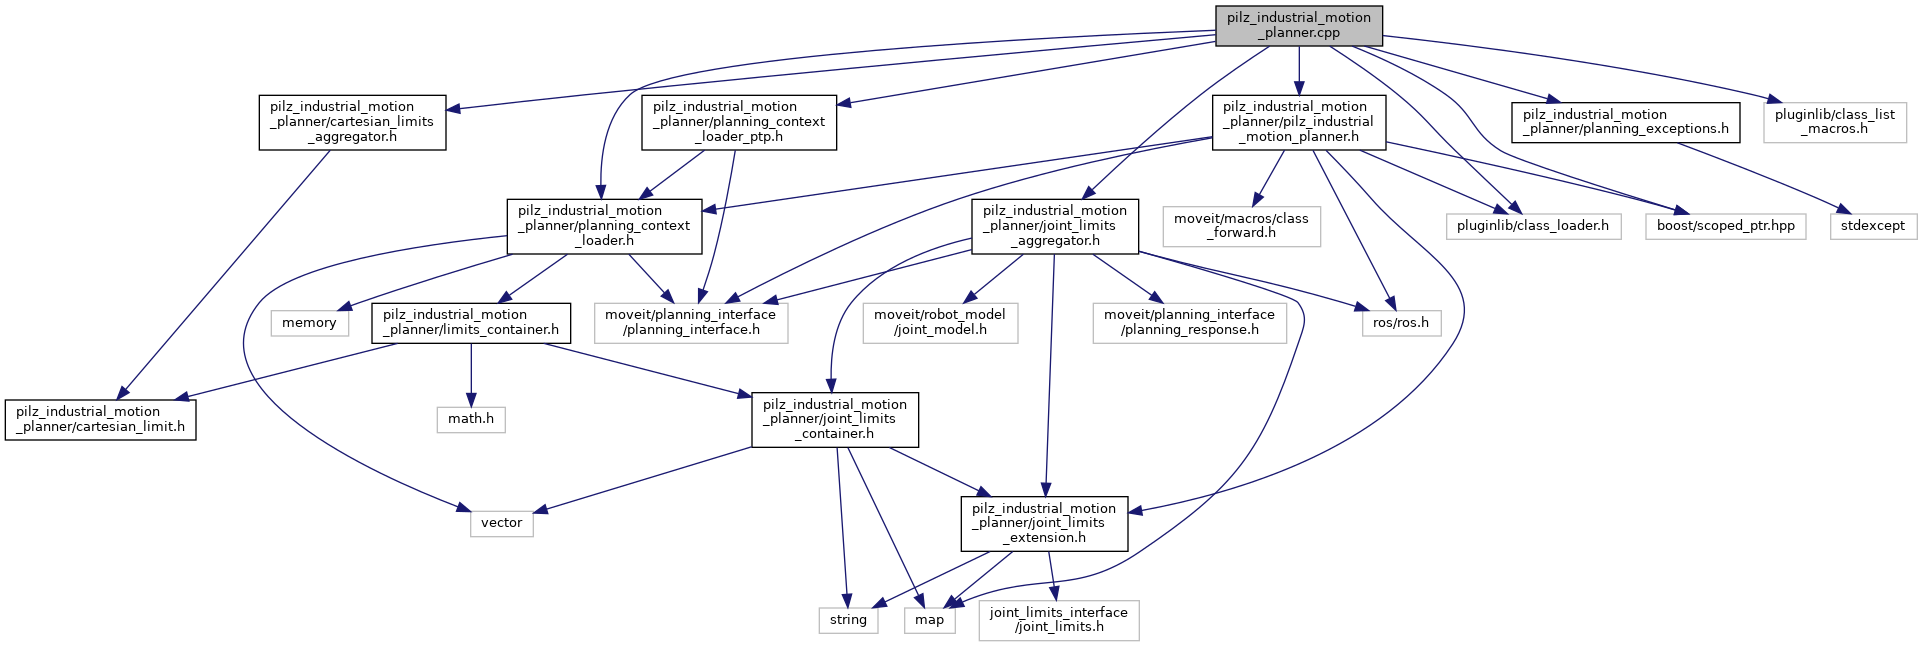 pilz_industrial_motion
_planner.cpp
pilz_industrial_motion
_planner/cartesian_limits
_aggregator.h
pilz_industrial_motion
_planner/planning_context
_loader_ptp.h
pilz_industrial_motion
_planner/pilz_industrial
_motion_planner.h
pilz_industrial_motion
_planner/planning_exceptions.h
pluginlib/class_list
_macros.h
pilz_industrial_motion
_planner/planning_context
_loader.h
pilz_industrial_motion
_planner/joint_limits
_aggregator.h
moveit/macros/class
_forward.h
pluginlib/class_loader.h
boost/scoped_ptr.hpp
stdexcept
memory
pilz_industrial_motion
_planner/limits_container.h
moveit/planning_interface
/planning_interface.h
moveit/robot_model
/joint_model.h
moveit/planning_interface
/planning_response.h
ros/ros.h
pilz_industrial_motion
_planner/cartesian_limit.h
math.h
pilz_industrial_motion
_planner/joint_limits
_container.h
vector
pilz_industrial_motion
_planner/joint_limits
_extension.h
string
map
joint_limits_interface
/joint_limits.h